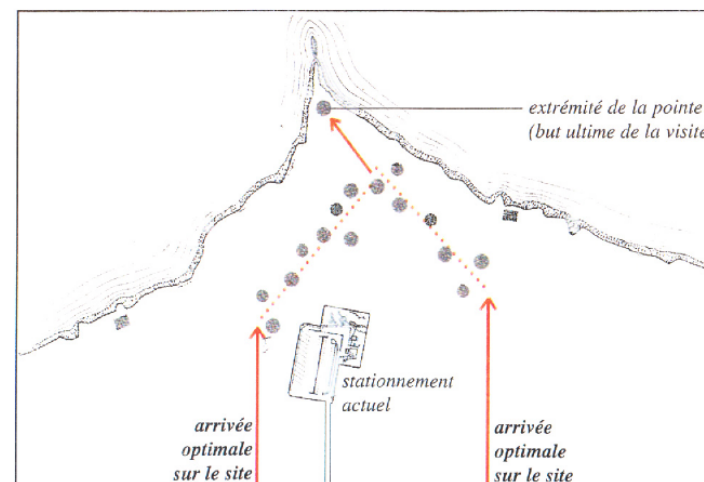 extrémité de la pointe
(but ultime de la visite
stationnement
actuel
arrivée
optimale
sur le site
arrivée
optimale
sur le site